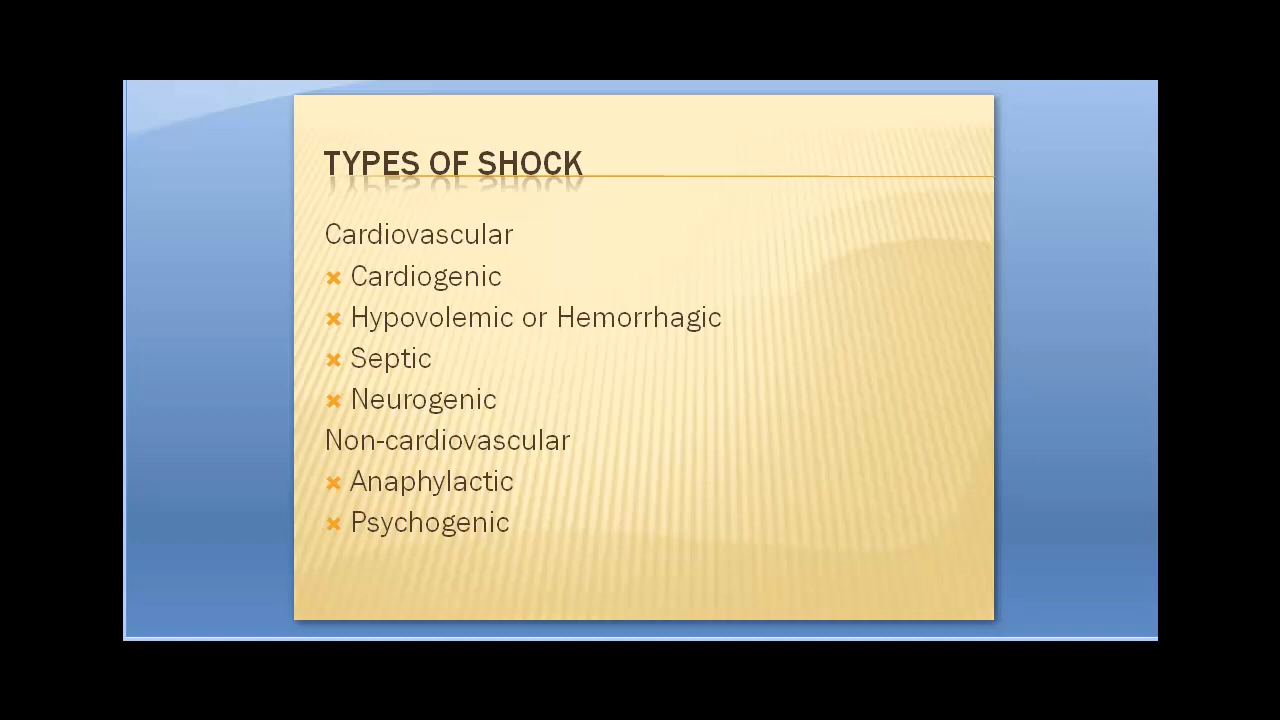 TYPES OF SHOCK
Cardiovascular
Cardiogenic
Hypovolemic or Hemorrhagic
Septic
Neurogenic
Non-cardiovascular
Anaphylactic
Psychogenic